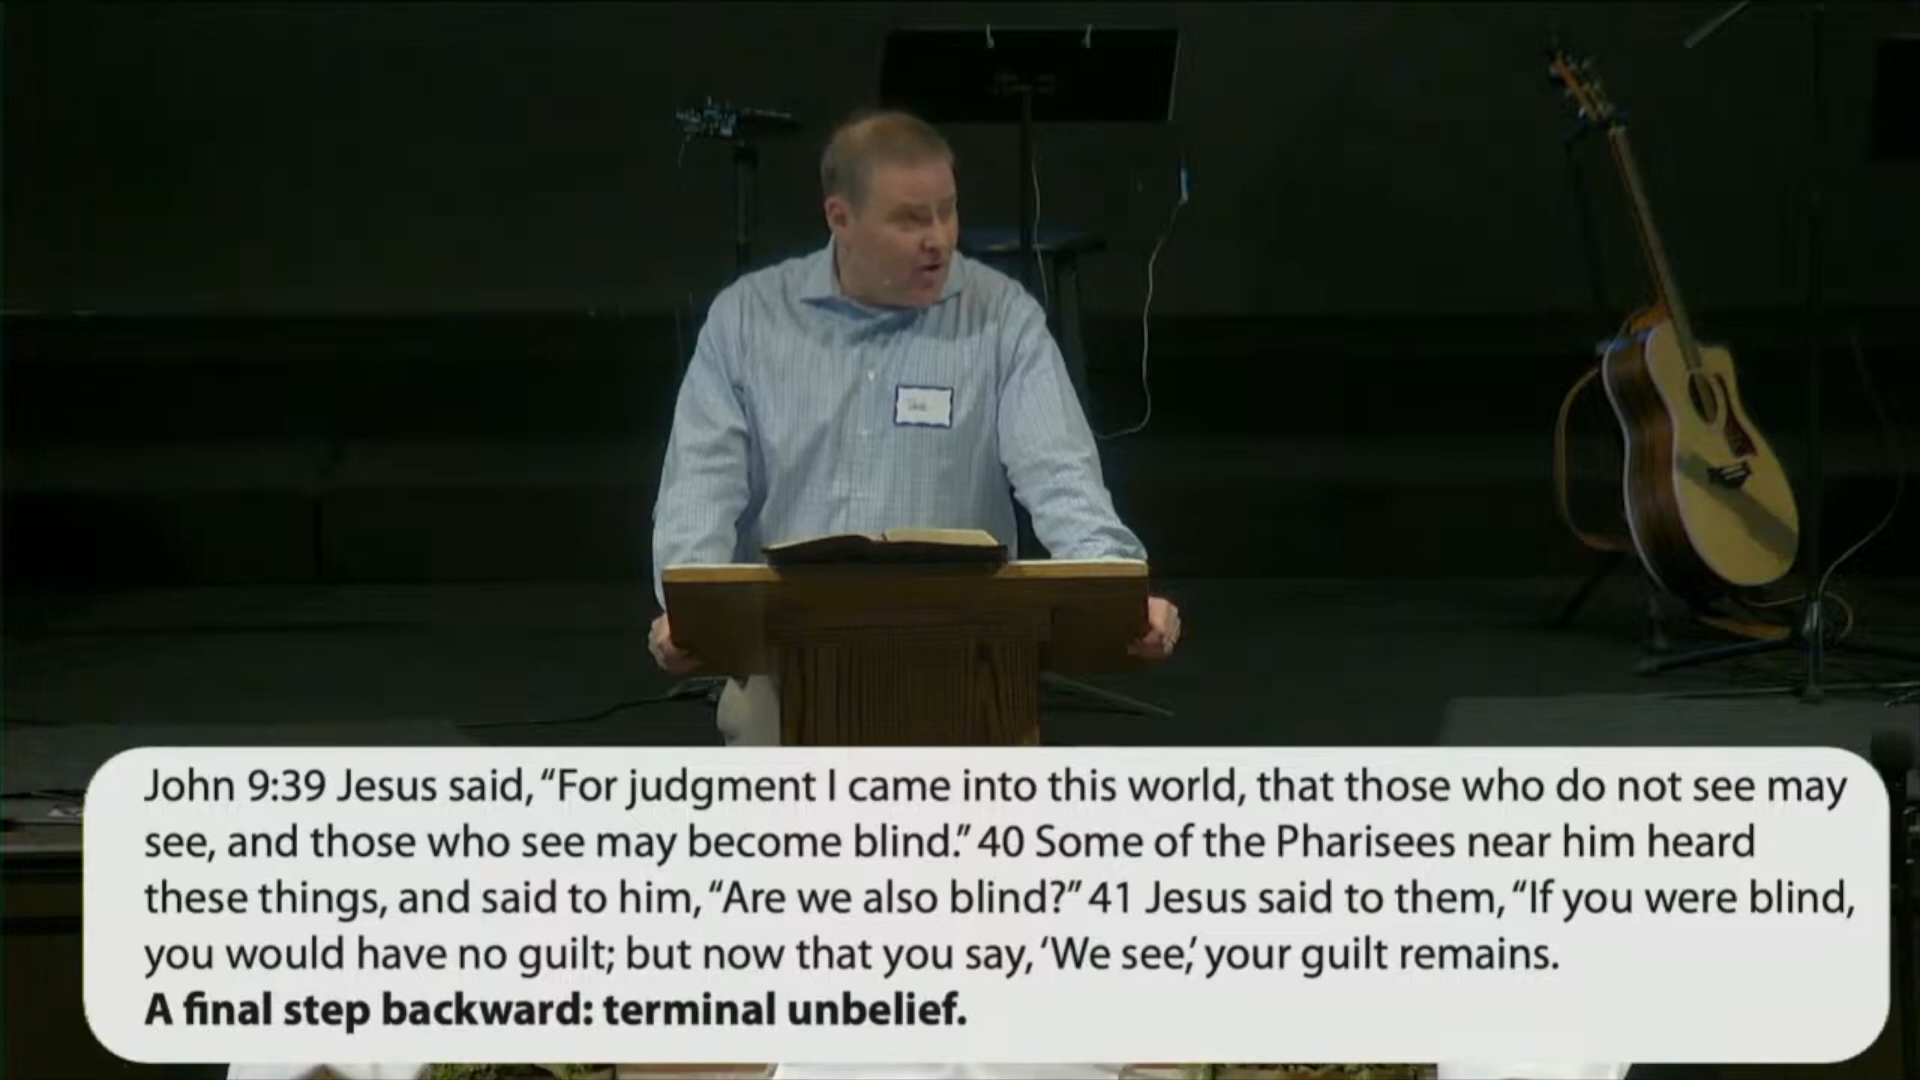 John 9:39 Jesus said, “For judgment I came into this world, that those who do not see may
see, and those who see may become blind.” 40 Some of the Pharisees near him heard
these things, and said to him, “Are we also blind?” 41 Jesus said to them, “If you were blind,
you would have no guilt; but now that you say, ‘We see,’ your guilt remains.
A final step backward: terminal unbelief.